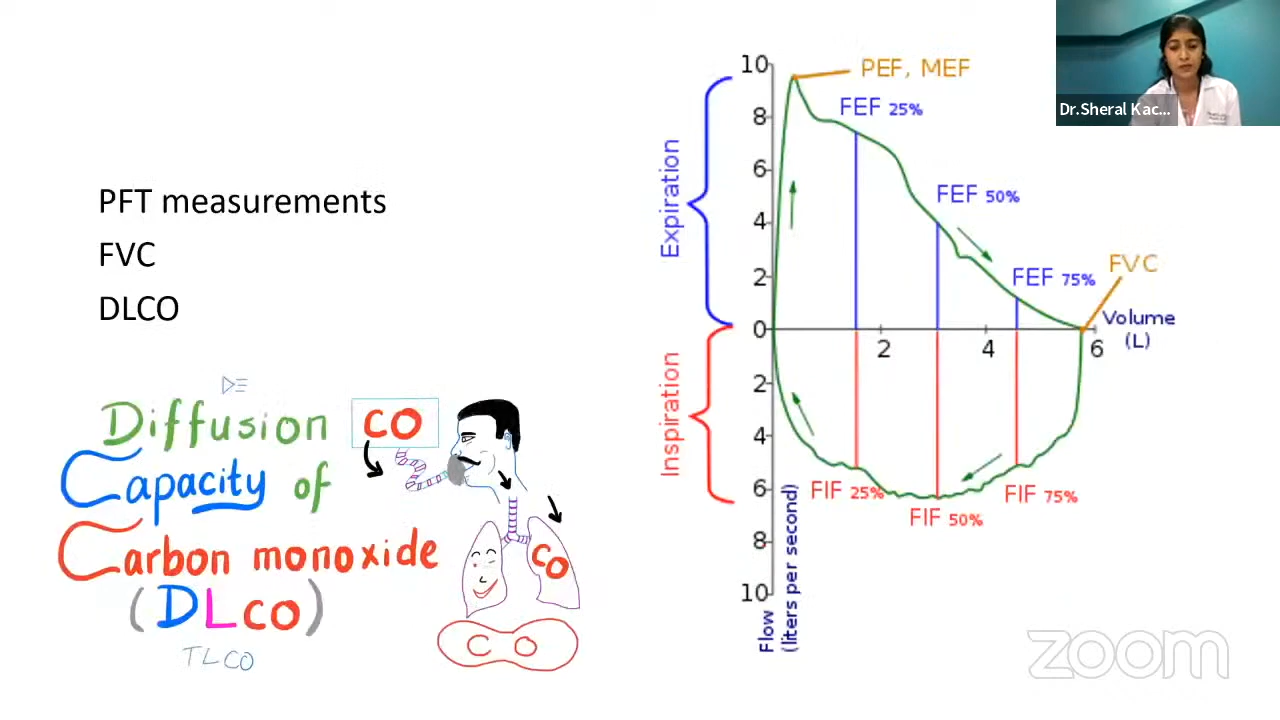 PFT measurements
FVC
DLCO
Diffusion
Capacity of
Carbon monoxide
(DLCO)
TLCO
CO
CO
C O
10
8
6
4
2
0
2
4
6
8
10
Expiration
Inspiration
PEF, MEF
FEF 25%
FEF 50%
FEF 75%
FVC
Volume
(L)
2
4
6
FIF 25%
FIF 50%
FIF 75%
Flow
(liters per second)
Dr.Sheral Kac...
zoom